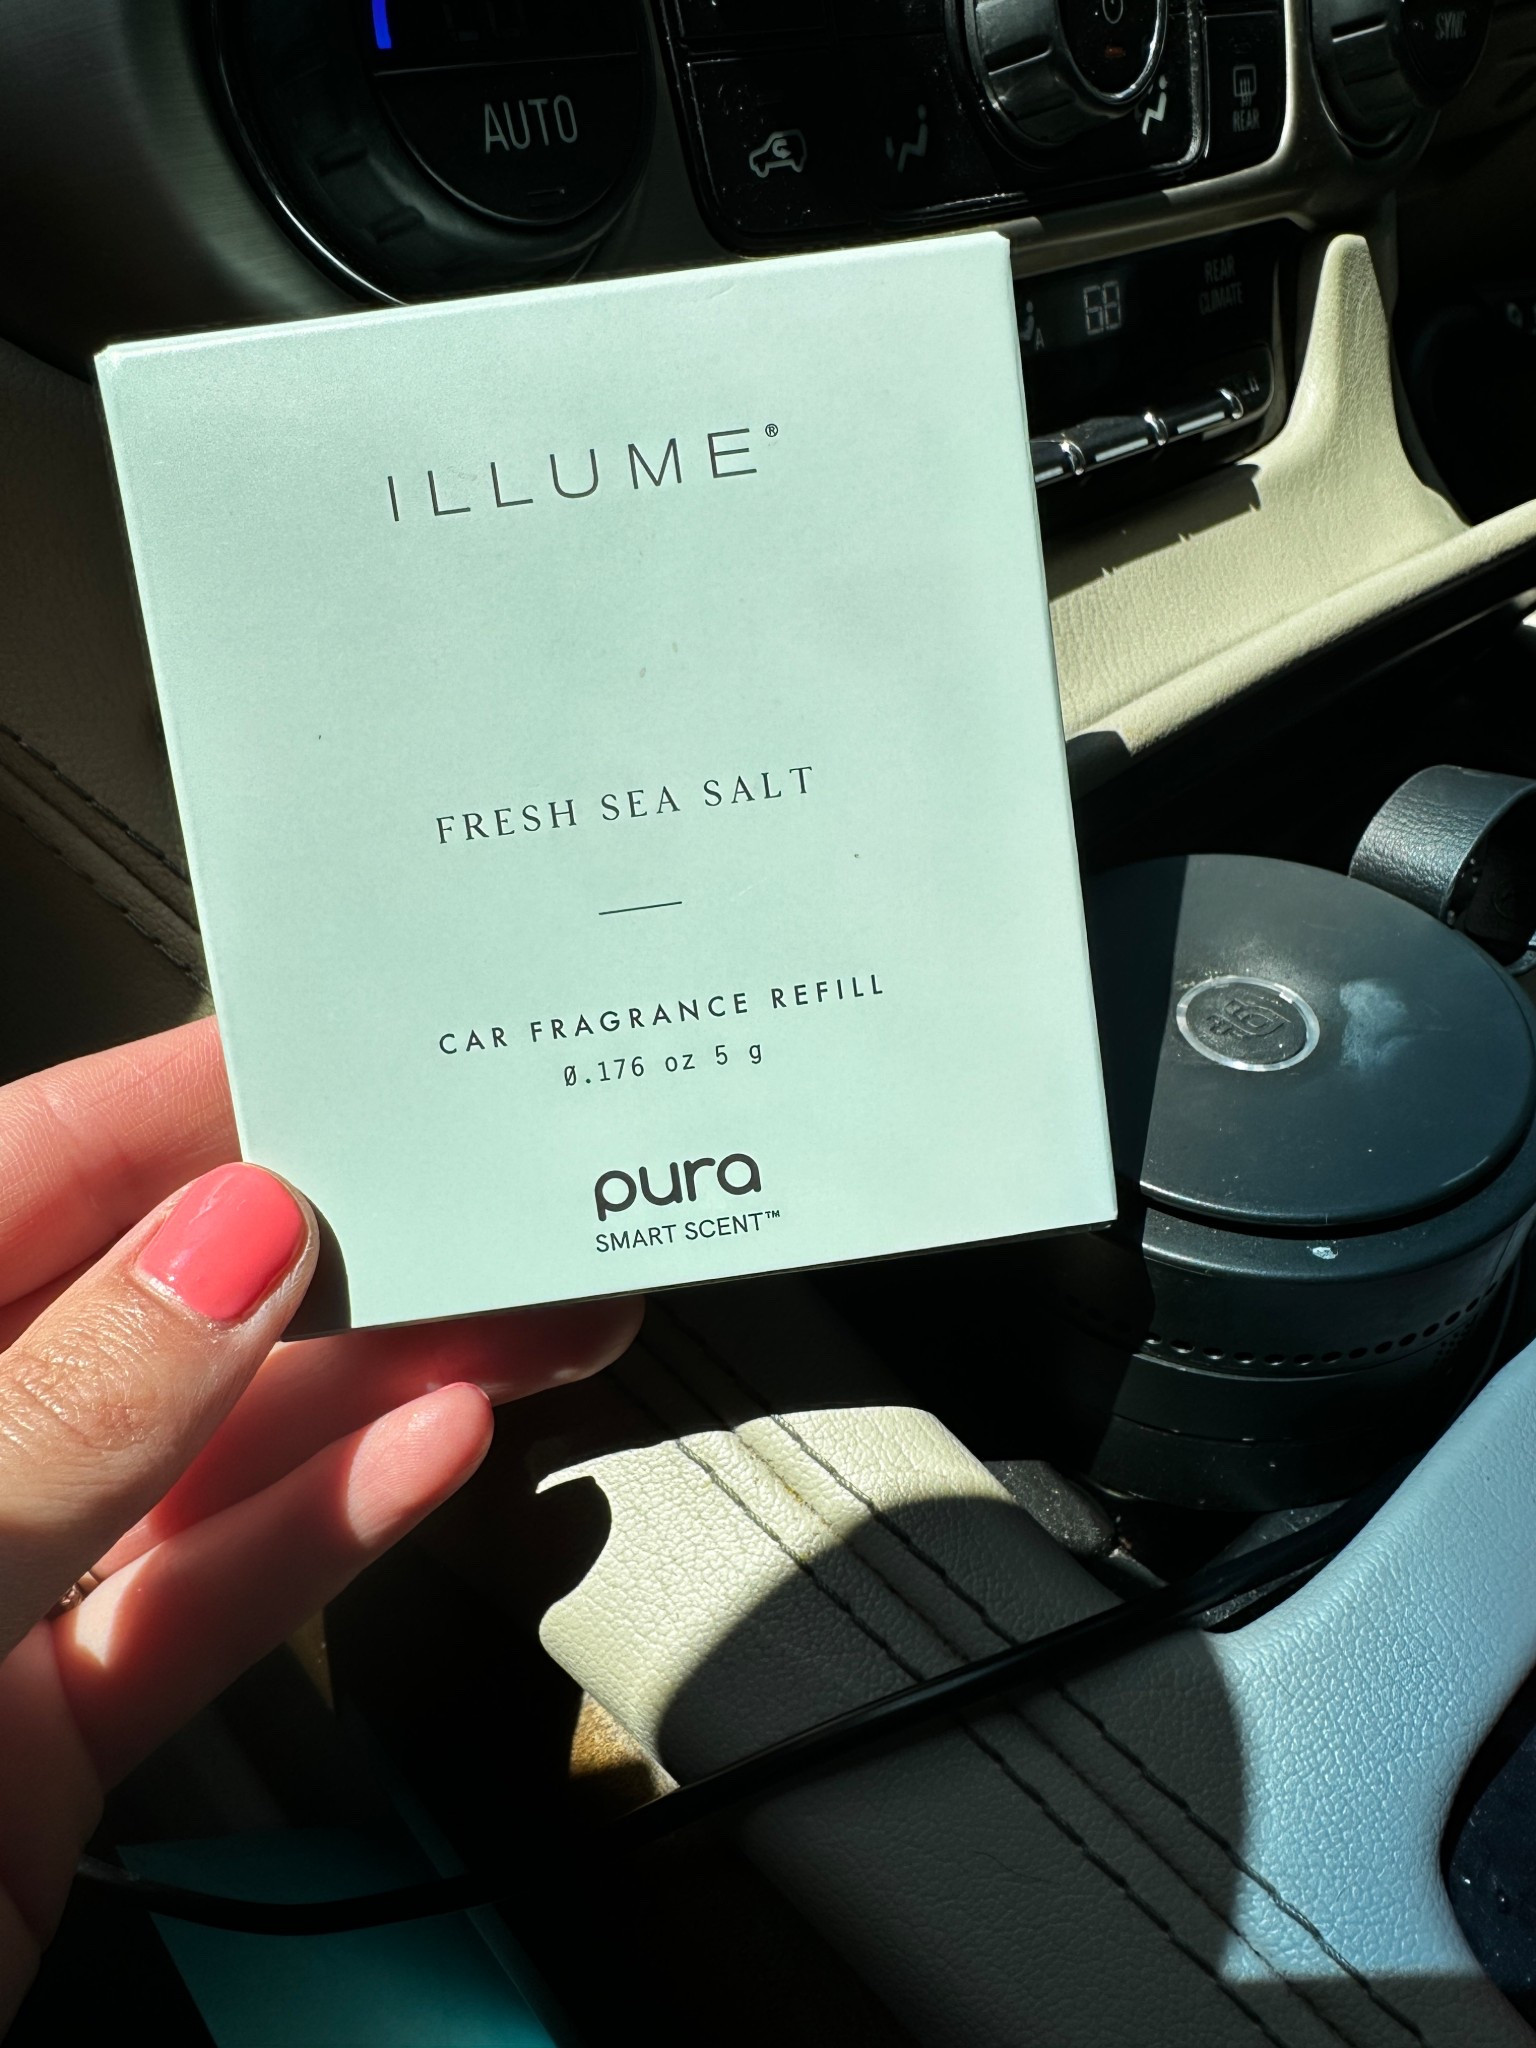 AUTO
REAR
SYNC
68
REAR
CLIMATE
A
ILLUME®
FRESH SEA SALT
CAR FRAGRANCE REFILL
0.176 oz 5 g
pura
SMART SCENT™